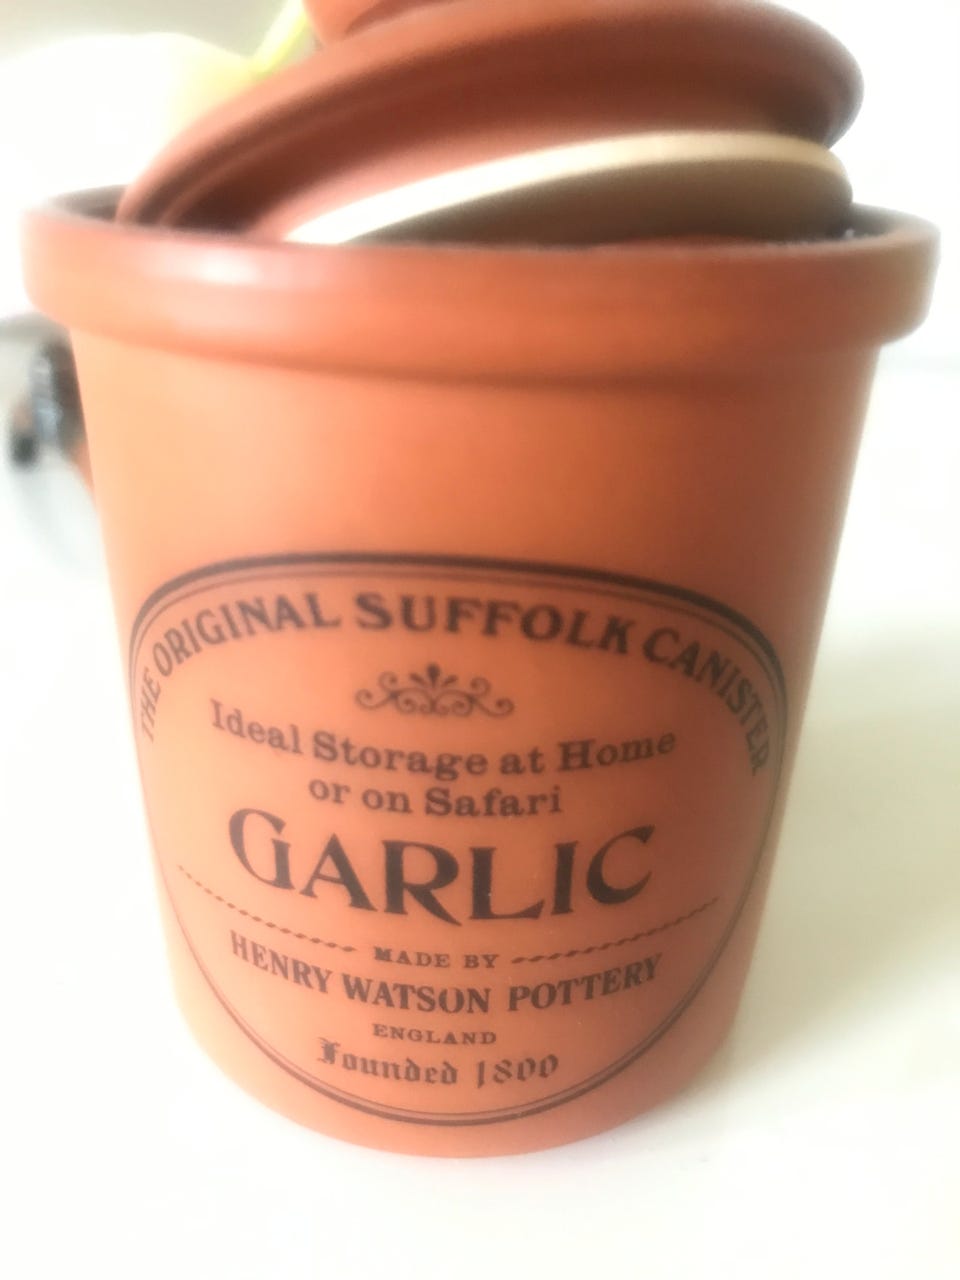 THE ORIGINAL SUFFOLK CANISTER
Ideal Storage at Home
or on Safari
GARLIC
MADE BY
HENRY WATSON POTTERY
ENGLAND
Founded 1800